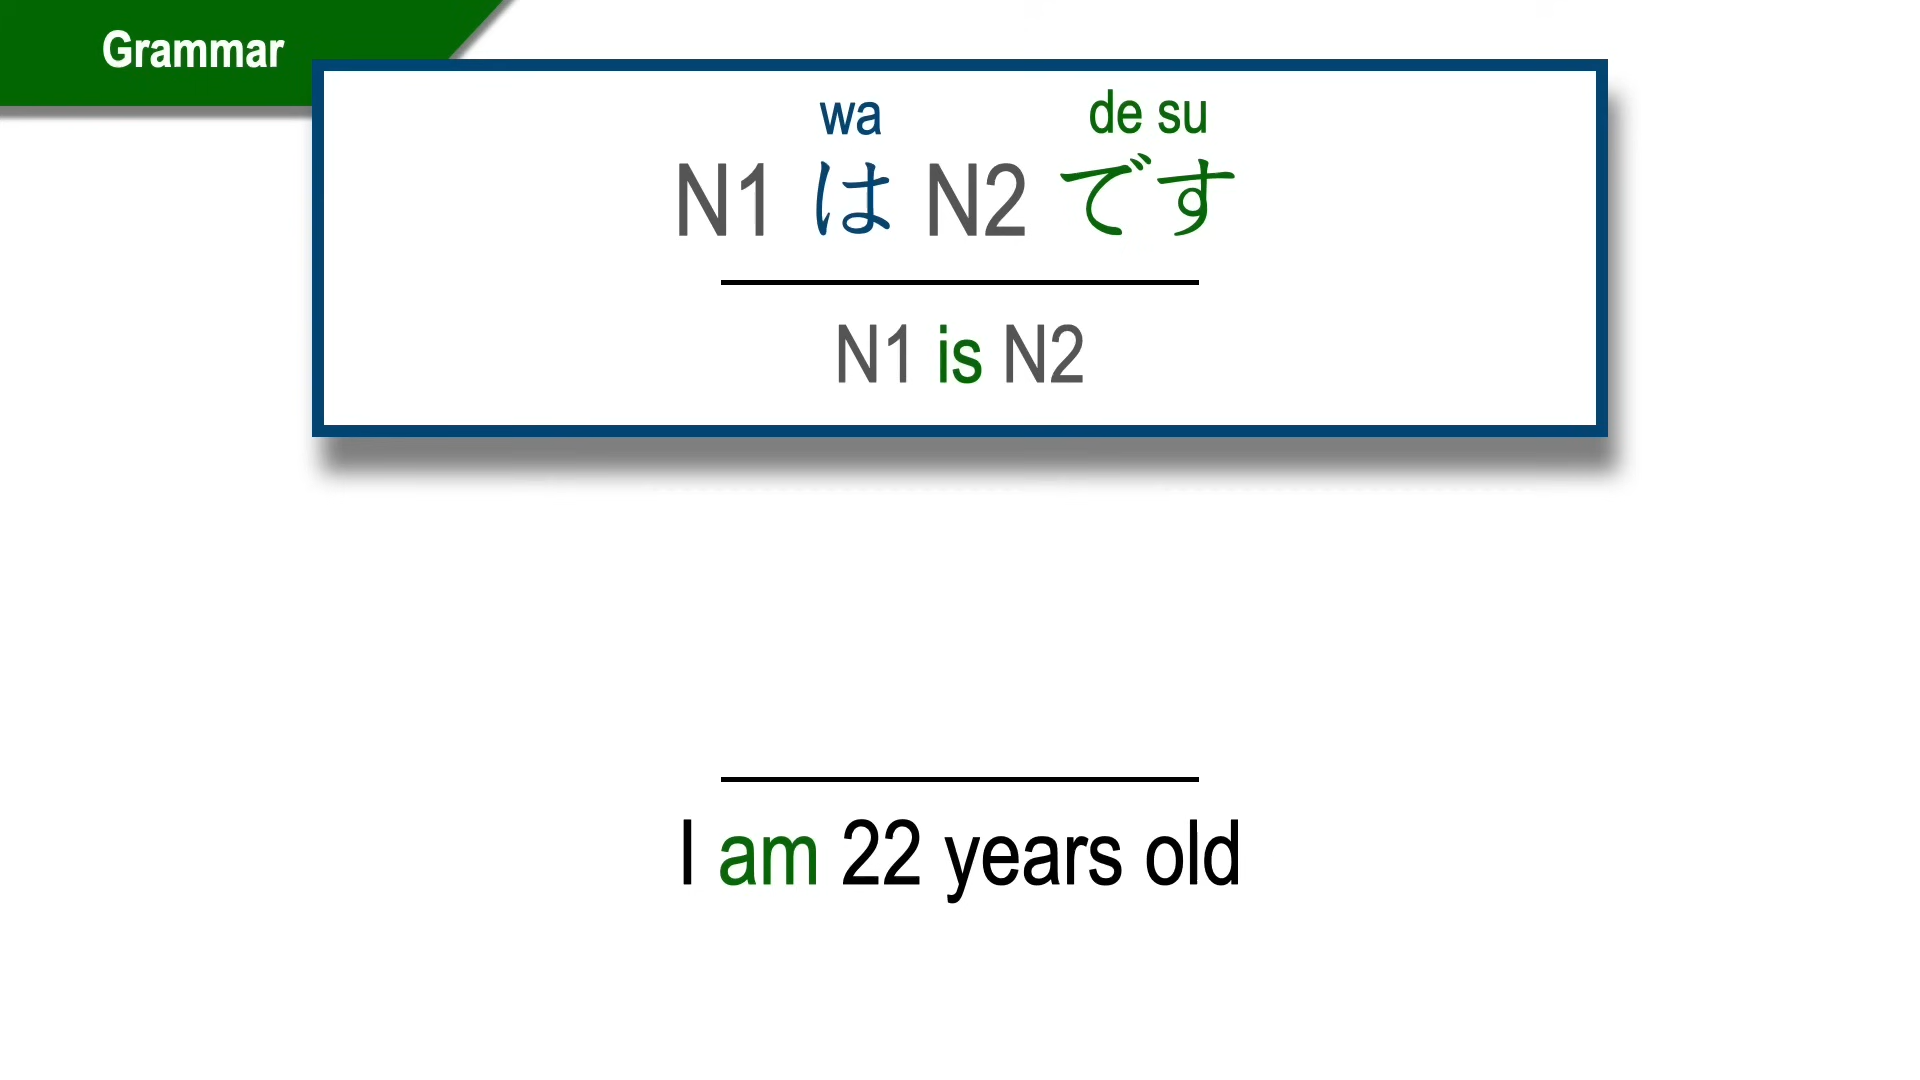 Grammar
wa de su
N1 は N2 です
N1 is N2
I am 22 years old